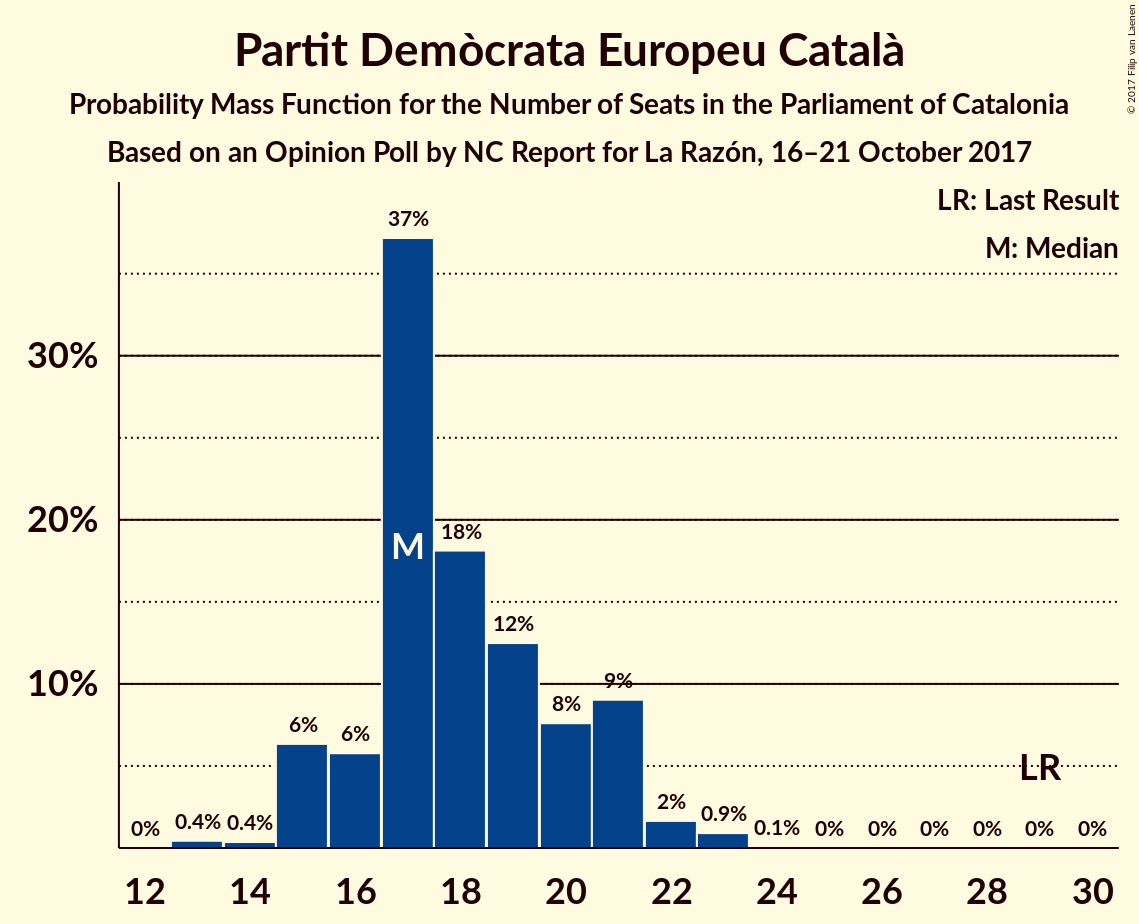 Partit Demòcrata Europeu Català
Probability Mass Function for the Number of Seats in the Parliament of Catalonia
Based on an Opinion Poll by NC Report for La Razón, 16–21 October 2017
© 2017 Filip van Laenen
LR: Last Result
M: Median
37%
30%
20%
18%
M
12%
10%
9%
8%
6%
6%
LR
2%
0.9%
0% 0.4% 0.4% 0.1% 0% 0% 0% 0% 0% 0%
12 14 16 18 20 22 24 26 28 30